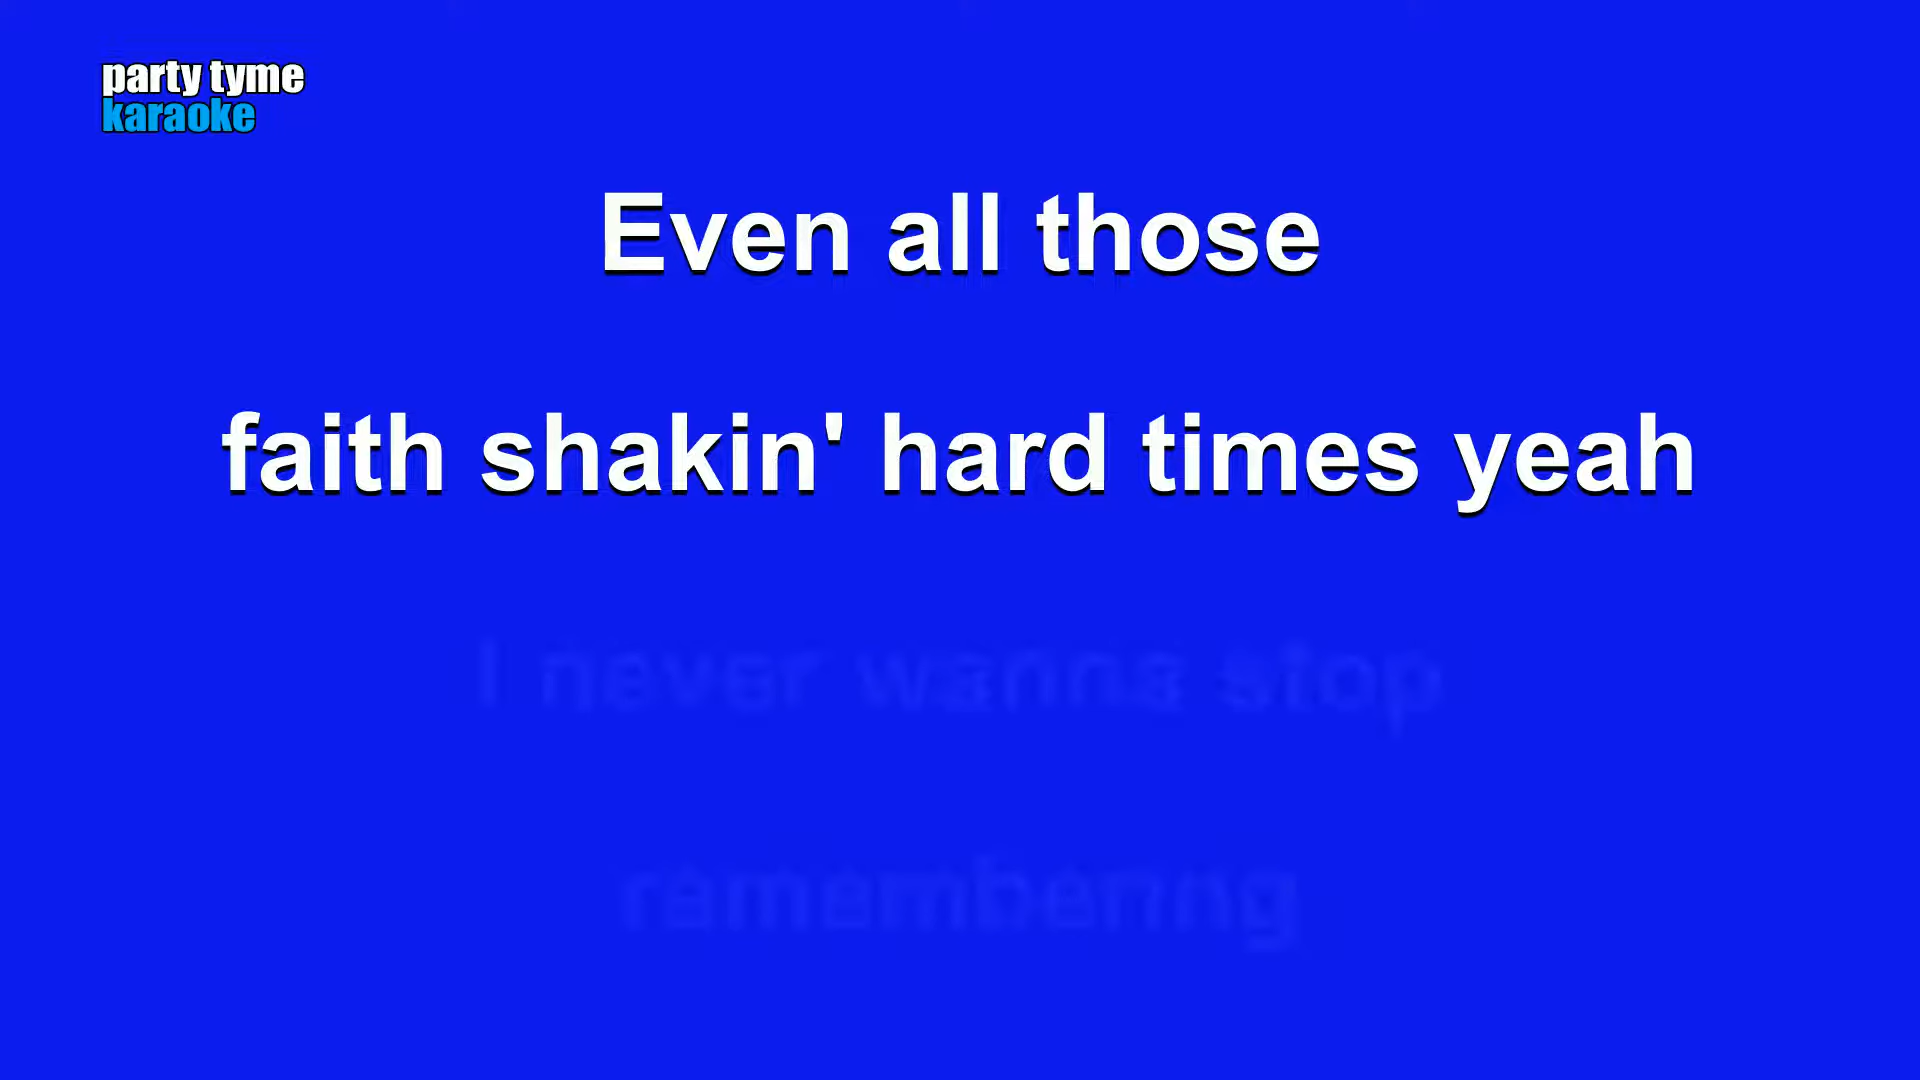 party tyme
karaoke
Even all those
faith shakin' hard times yeah
I never wanna stop
remembering